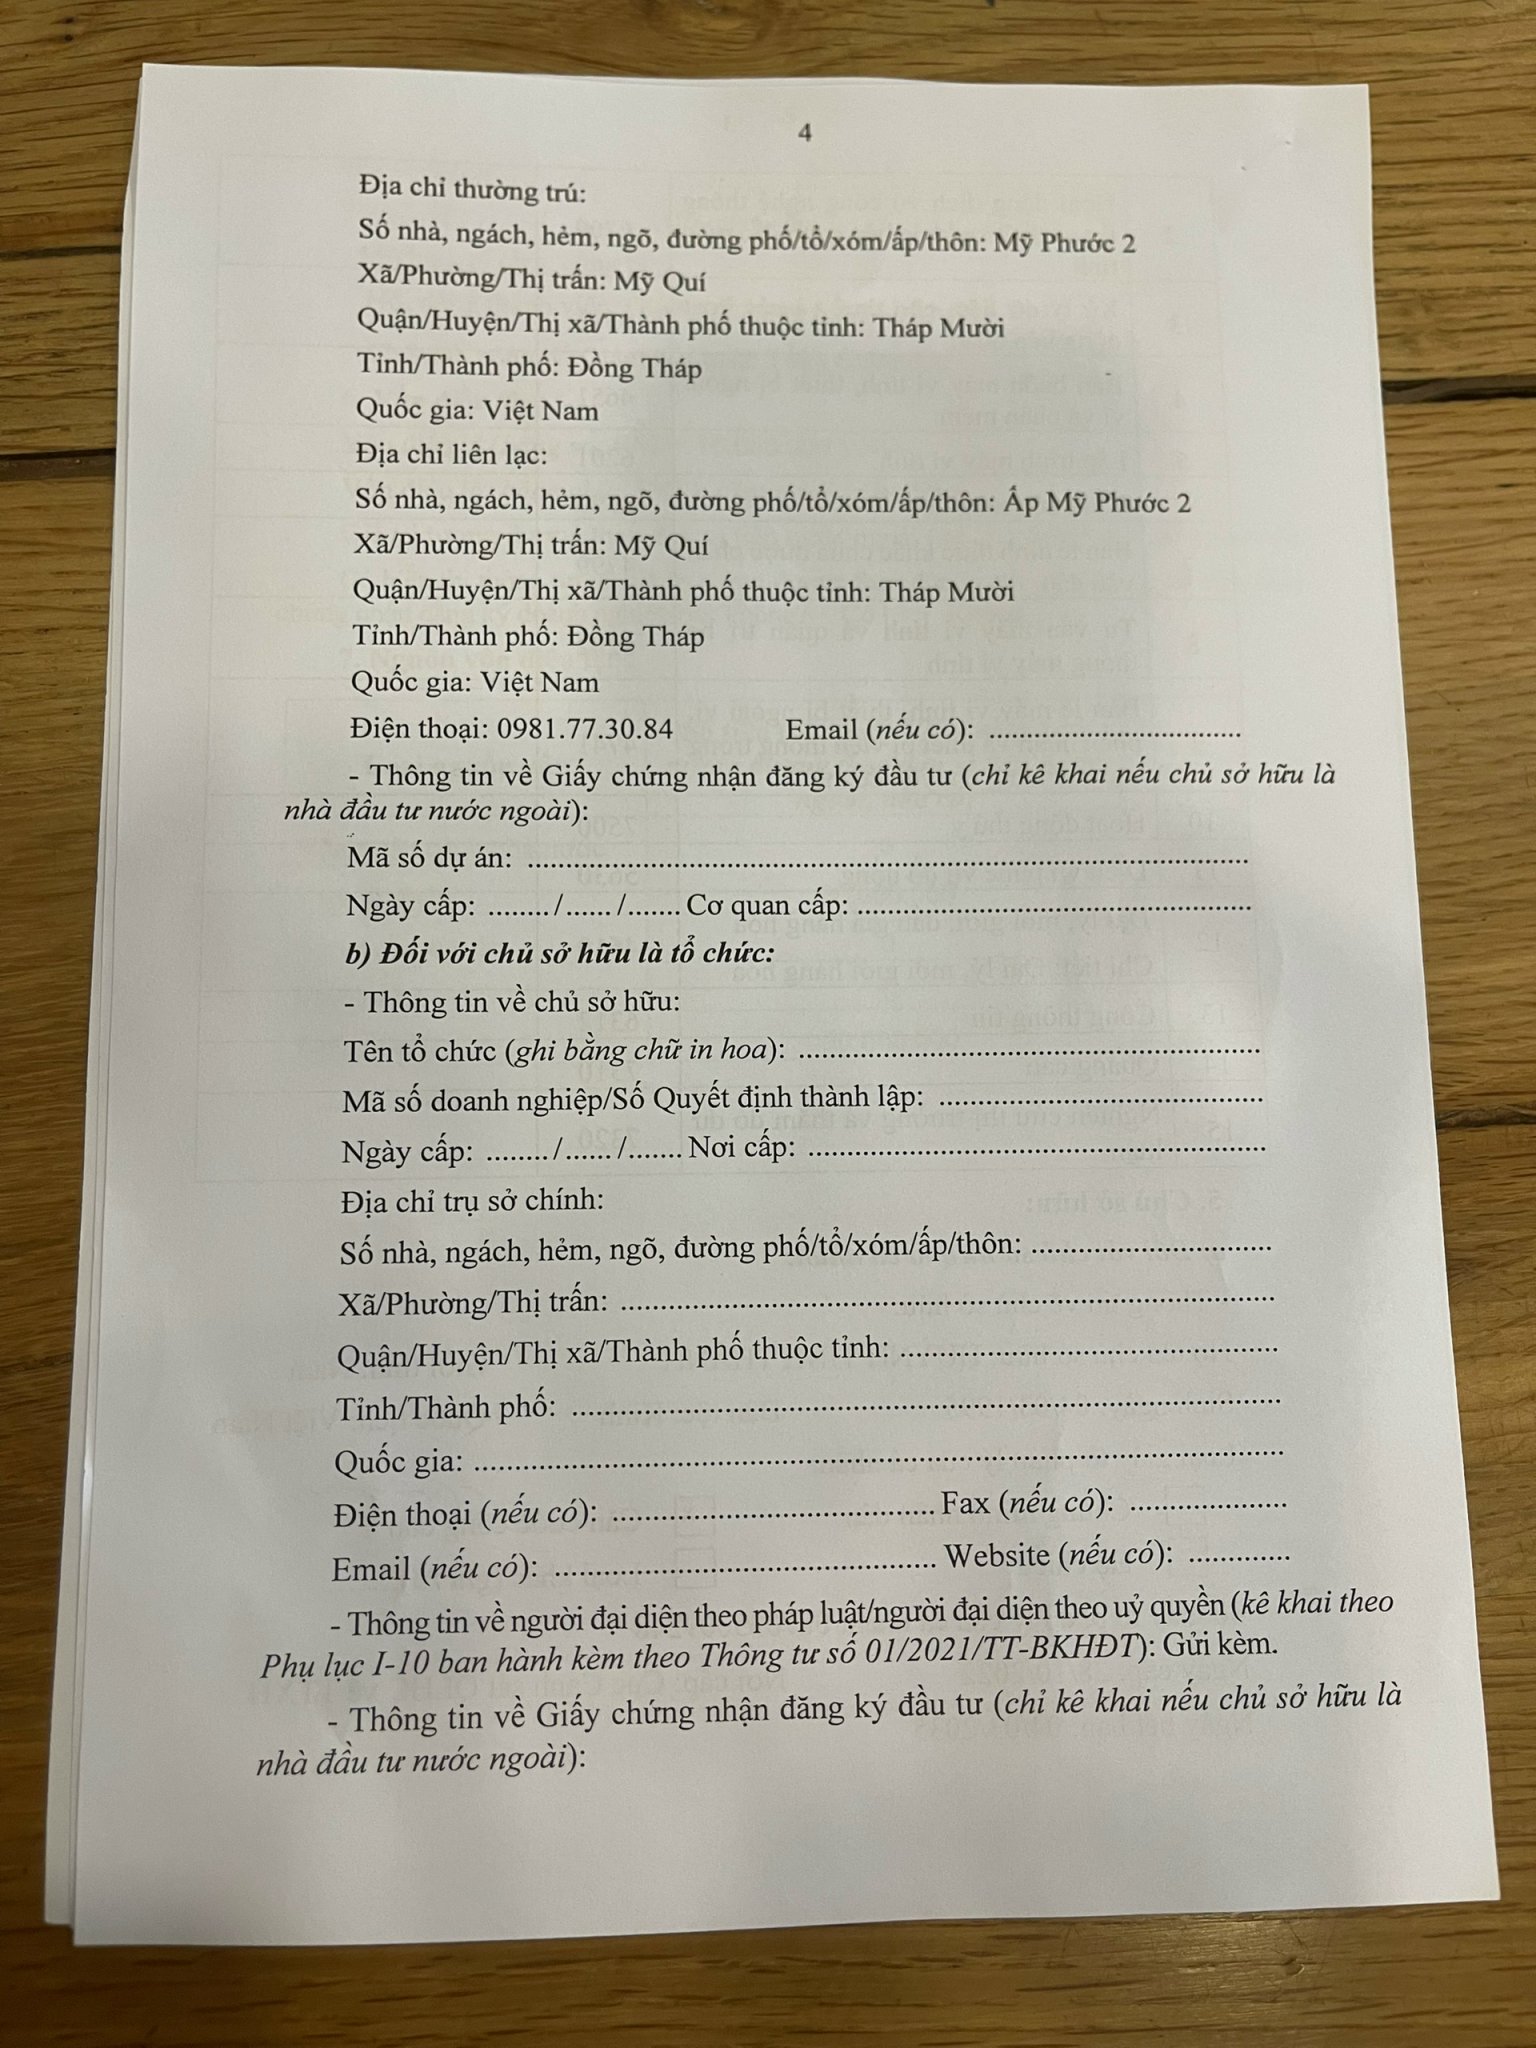 4
Địa chỉ thường trú:
Số nhà, ngách, hẻm, ngõ, đường phố/tổ/xóm/ấp/thôn: Mỹ Phước 2
Xã/Phường/Thị trấn: Mỹ Quí
Quận/Huyện/Thị xã/Thành phố thuộc tỉnh: Tháp Mười
Tỉnh/Thành phố: Đồng Tháp
Quốc gia: Việt Nam
Địa chỉ liên lạc:
Số nhà, ngách, hẻm, ngõ, đường phố/tổ/xóm/ấp/thôn: Ấp Mỹ Phước 2
Xã/Phường/Thị trấn: Mỹ Quí
Quận/Huyện/Thị xã/Thành phố thuộc tỉnh: Tháp Mười
Tỉnh/Thành phố: Đồng Tháp
Quốc gia: Việt Nam
Điện thoại: 0981.77.30.84 Email (nếu có): ..................................
- Thông tin về Giấy chứng nhận đăng ký đầu tư (chỉ kê khai nếu chủ sở hữu là
nhà đầu tư nước ngoài):
Mã số dự án: ................................................................................................
Ngày cấp: ......../....../....... Cơ quan cấp: ....................................................
b) Đối với chủ sở hữu là tổ chức:
- Thông tin về chủ sở hữu:
Tên tổ chức (ghi bằng chữ in hoa): .............................................................
Mã số doanh nghiệp/Số Quyết định thành lập: ...........................................
Ngày cấp: ......../....../....... Nơi cấp: .............................................................
Địa chỉ trụ sở chính:
Số nhà, ngách, hẻm, ngõ, đường phố/tổ/xóm/ấp/thôn: ................................
Xã/Phường/Thị trấn: .......................................................................................
Quận/Huyện/Thị xã/Thành phố thuộc tỉnh: ..................................................
Tỉnh/Thành phố: ..............................................................................................
Quốc gia: ............................................................................................................
Điện thoại (nếu có): ........................................... Fax (nếu có): .....................
Email (nếu có): ................................................... Website (nếu có): .............
- Thông tin về người đại diện theo pháp luật/người đại diện theo uỷ quyền (kê khai theo
Phụ lục I-10 ban hành kèm theo Thông tư số 01/2021/TT-BKHĐT): Gửi kèm.
- Thông tin về Giấy chứng nhận đăng ký đầu tư (chỉ kê khai nếu chủ sở hữu là
nhà đầu tư nước ngoài):